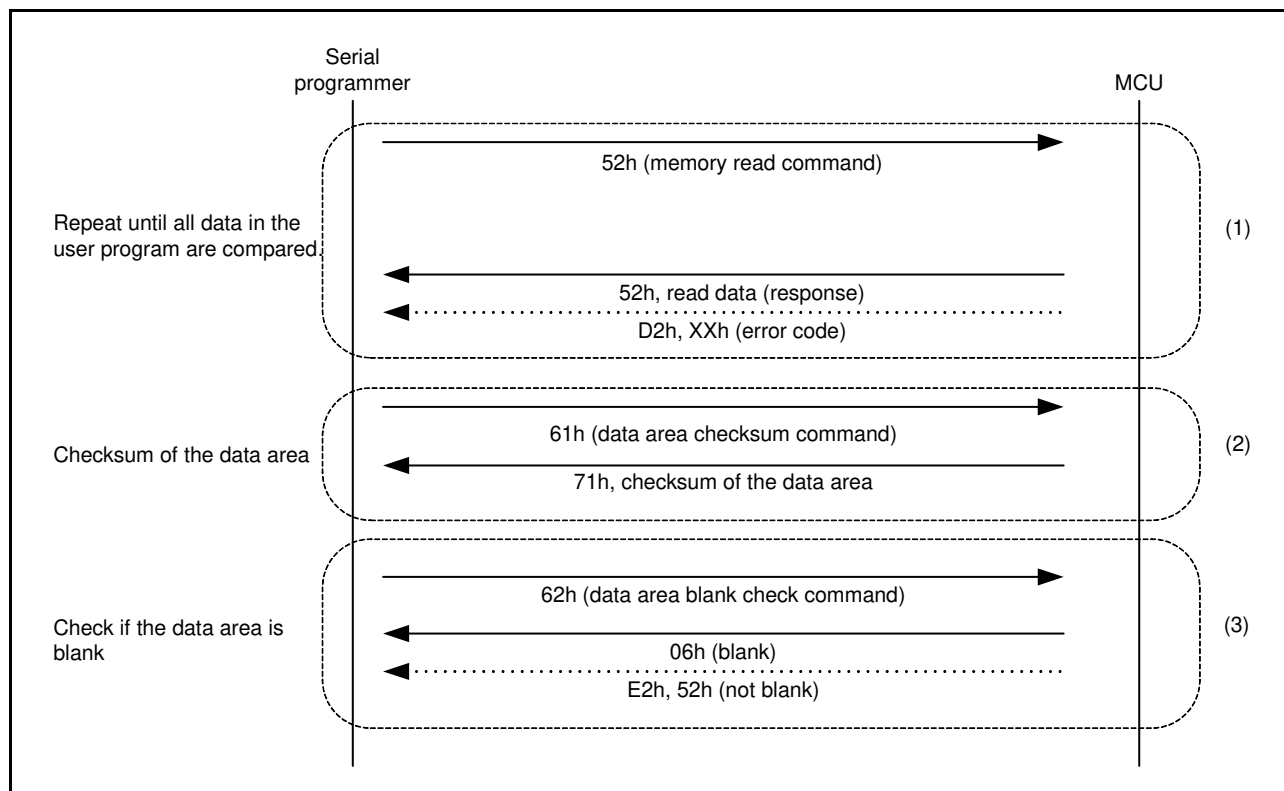 Serial
programmer
MCU
52h (memory read command)
Repeat until all data in the
user program are compared.
(1)
52h, read data (response)
D2h, XXh (error code)
61h (data area checksum command)
(2)
Checksum of the data area
71h, checksum of the data area
62h (data area blank check command)
Check if the data area is
blank
(3)
06h (blank)
E2h, 52h (not blank)